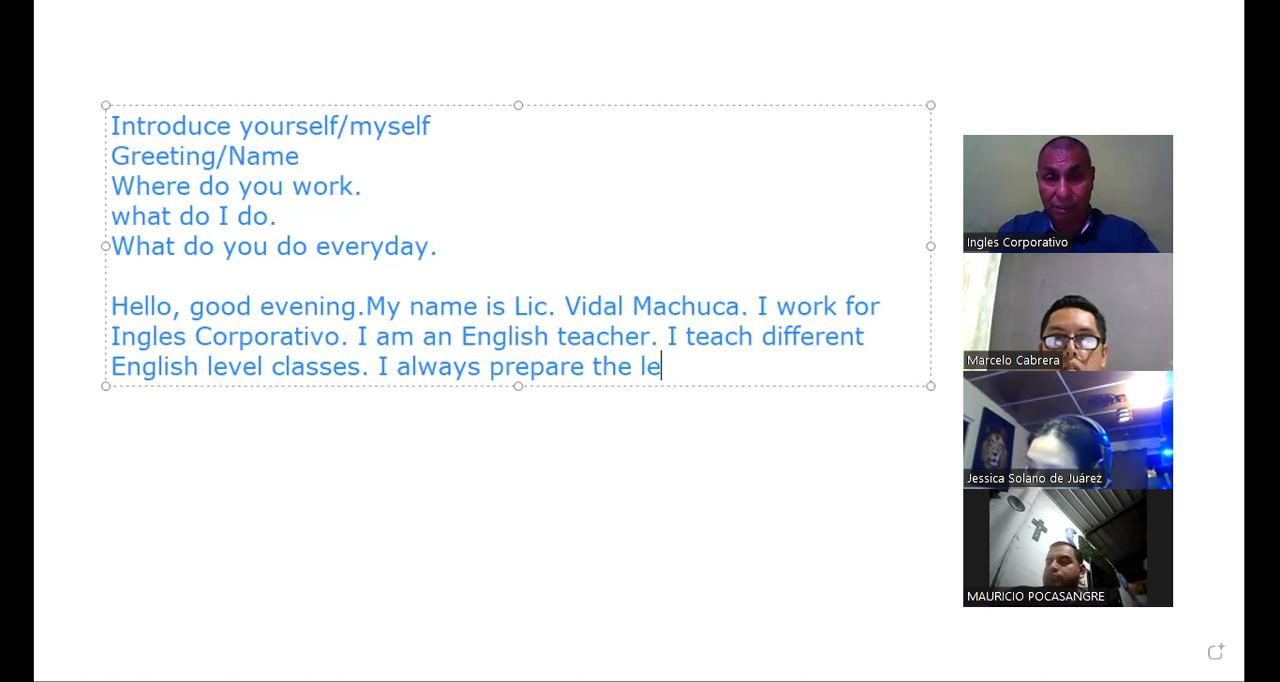 Introduce yourself/myself
Greeting/Name
Where do you work.
what do I do.
What do you do everyday.
Hello, good evening.My name is Lic. Vidal Machuca. I work for
Ingles Corporativo. I am an English teacher. I teach different
English level classes. I always prepare the le
Ingles Corporativo
Marcelo Cabrera
Jessica Solano de Juárez
MAURICIO POCASANGRE